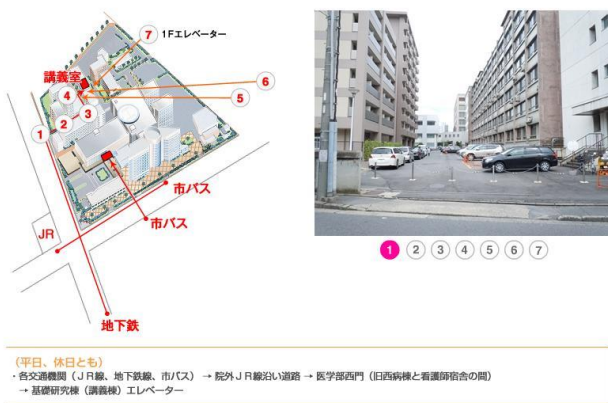 7 1Fエレベーター
講義室
6
4
5
3
2
1
市バス
市バス
JR
地下鉄
1 2 3 4 5 6 7
(平日、休日とも)
・各交通機関(JR線、地下鉄線、市バス) → 院外JR線沿い道路 → 医学部西門(旧西病棟と看護師宿舎の間)
→ 基礎研究棟(講義棟)エレベーター